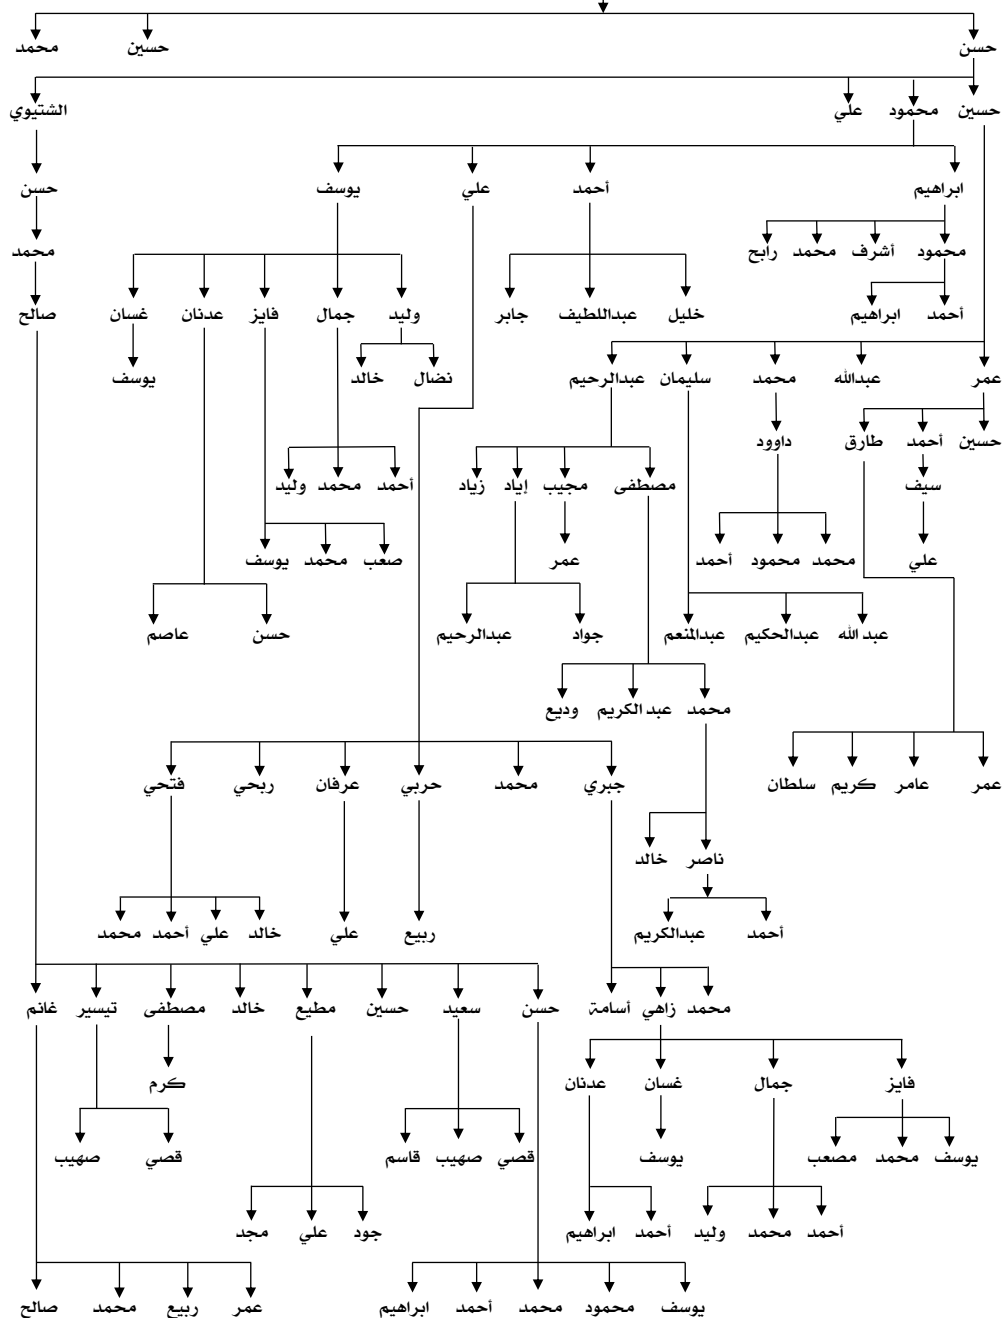 حسن حسين محمد
حسين محمود علي الشتيوي
ابراهيم أحمد علي يوسف حسن
محمود أشرف محمد رابح محمد
أحمد ابراهيم خليل عبداللطيف جابر وليد جمال فايز عدنان غسان صالح
عمر عبدالله محمد سليمان عبدالرحيم نضال خالد يوسف
حسين أحمد طارق داوود
سيف مصطفى مجيب إياد زياد أحمد محمد وليد
علي محمد محمود أحمد عمر صعب محمد يوسف
عبد الله عبدالحكيم عبدالمنعم جواد عبدالرحيم حسن عاصم
محمد عبد الكريم وديع
عمر عامر كريم سلطان جبري محمد حربي عرفان ربحي فتحي
ناصر خالد
أحمد عبدالكريم ربيع علي خالد علي أحمد محمد
محمد زاهي أسامة حسن سعيد حسين مطيع خالد مصطفى تيسير غانم
فايز جمال غسان عدنان كرم
يوسف محمد مصعب يوسف قصي صهيب قاسم قصي صهيب
أحمد محمد وليد أحمد ابراهيم جود علي مجد
يوسف محمود محمد أحمد ابراهيم عمر ربيع محمد صالح